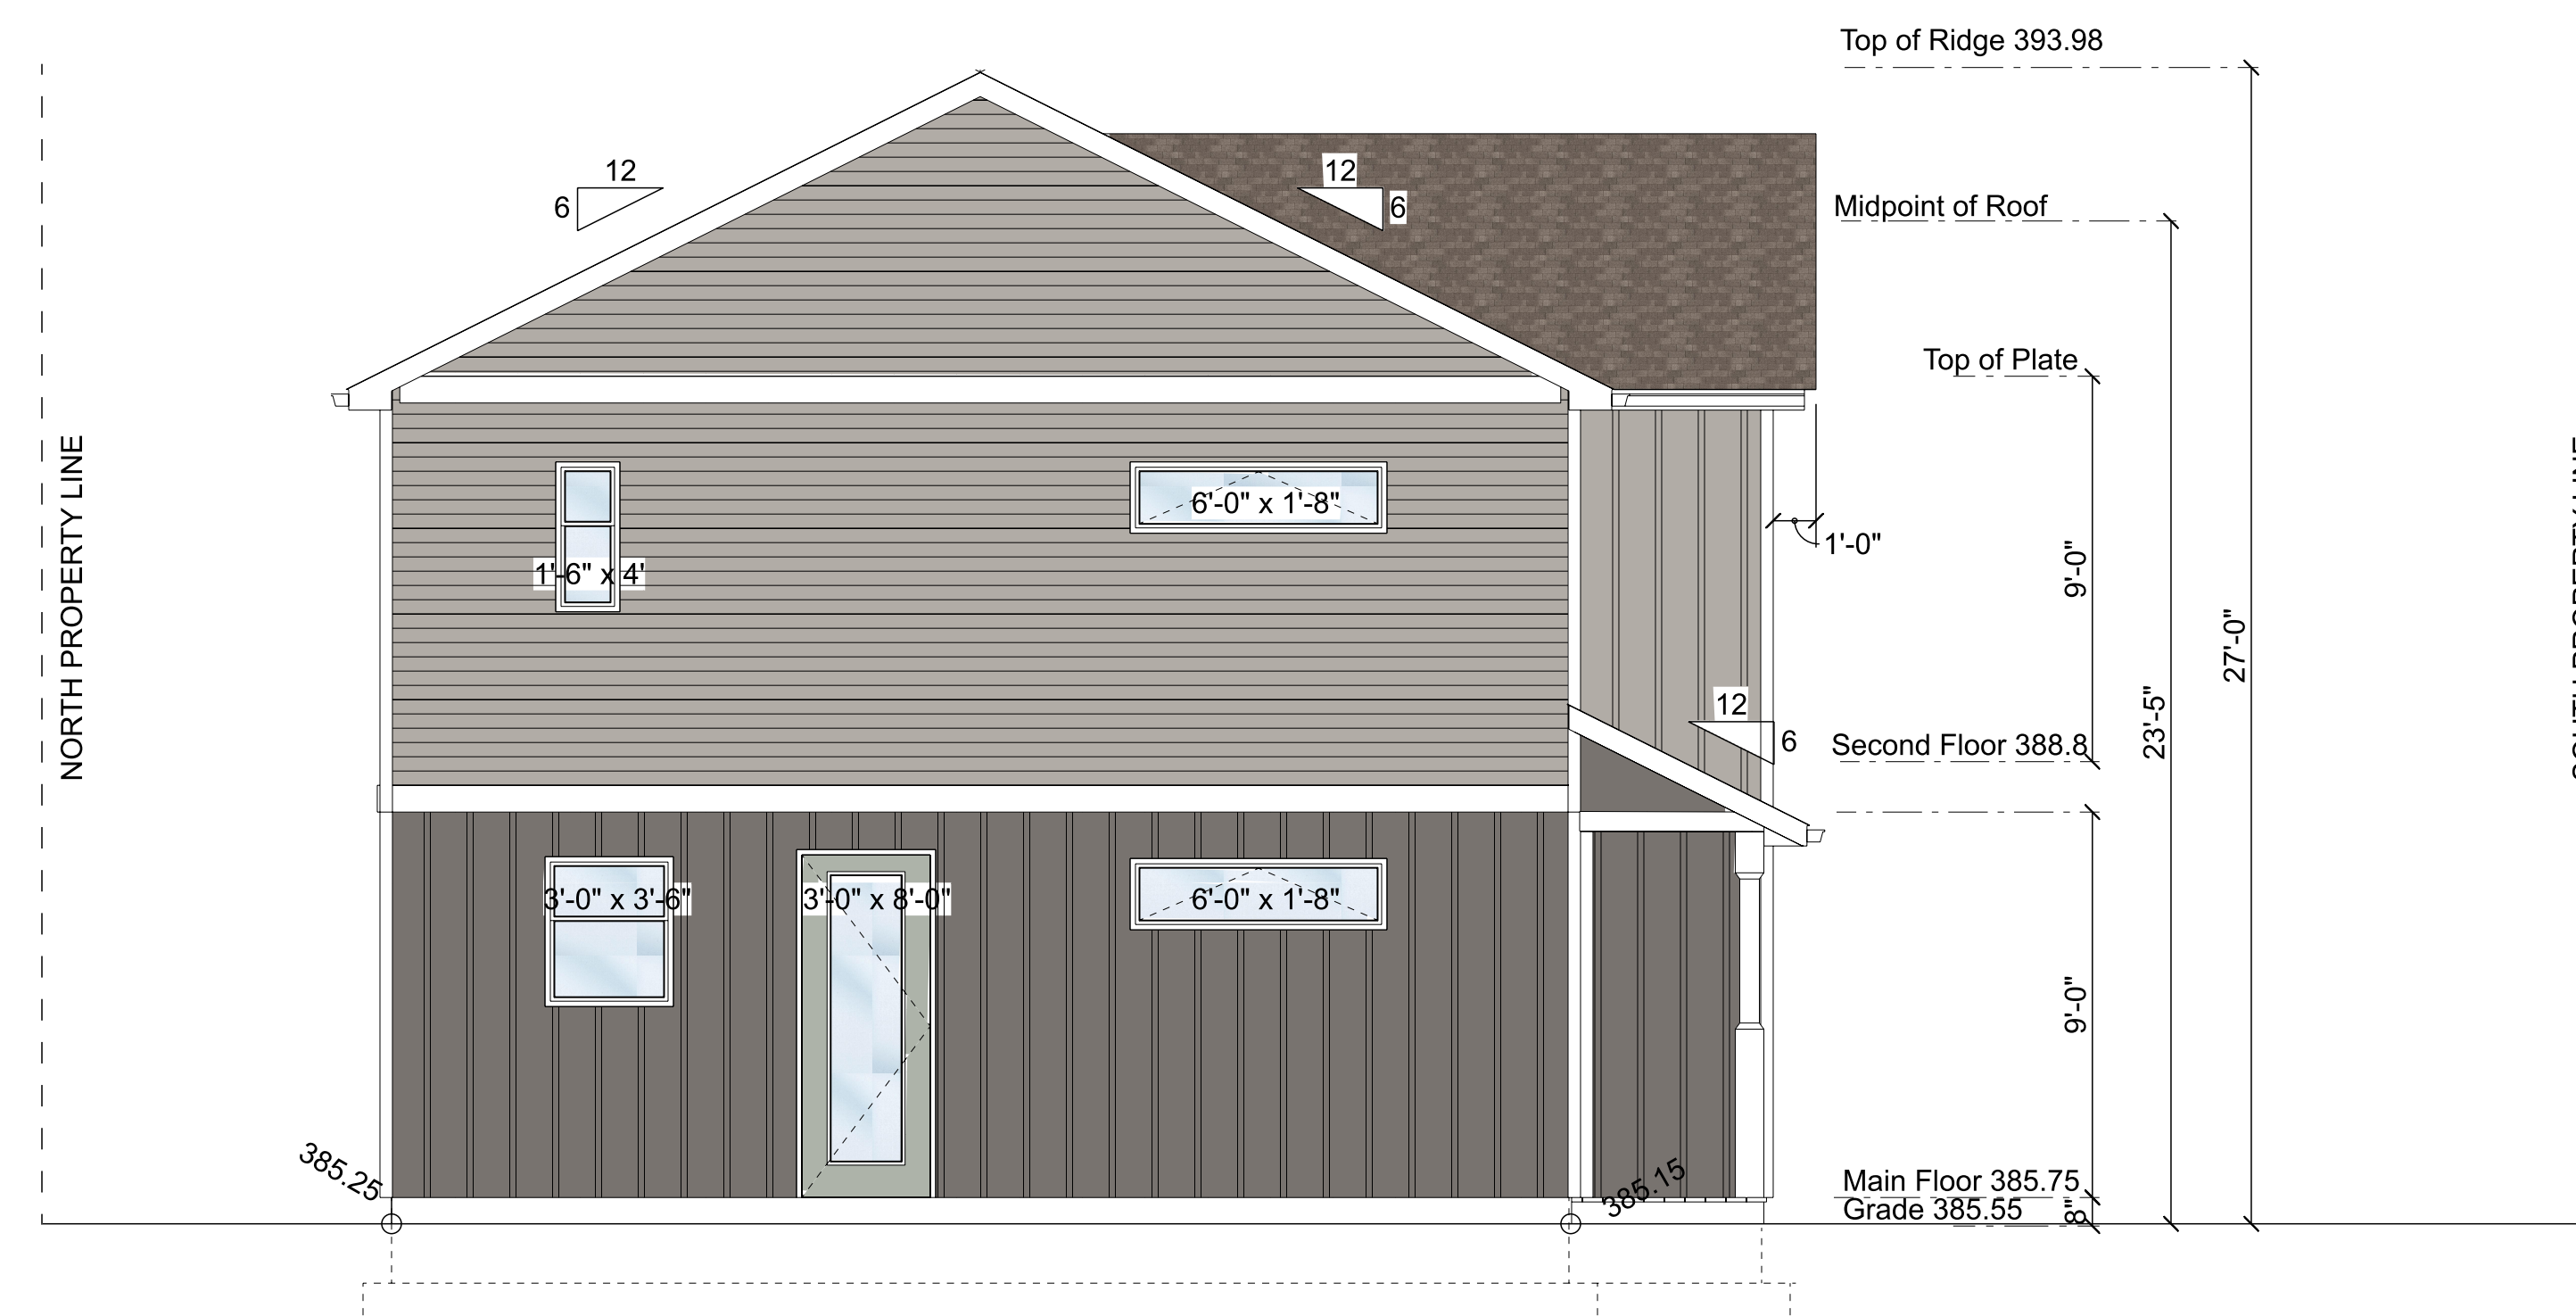 Top of Ridge 393.98
12
6
12
6
Midpoint of Roof
Top of Plate
NORTH PROPERTY LINE
6'-0" x 1'-8"
1'-6" x 4'
1'-0"
9'-0"
27'-0"
23'-5"
12
6
Second Floor 388.8
3'-0" x 3'-6"
3'-0" x 8'-0"
6'-0" x 1'-8"
9'-0"
385.25
385.15
Main Floor 385.75
Grade 385.55
8"